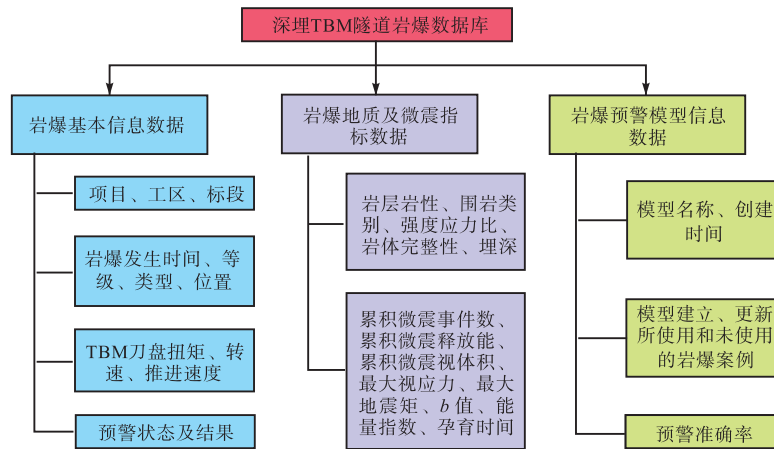 深埋TBM隧道岩爆数据库
岩爆基本信息数据
项目、工区、标段
岩爆发生时间、等
级、类型、位置
TBM刀盘扭矩、转
速、推进速度
预警状态及结果
岩爆地质及微震指
标数据
岩层岩性、围岩类
别、强度应力比、
岩体完整性、埋深
累积微震事件数、
累积微震释放能、
累积微震视体积、
最大视应力、最大
地震矩、b 值、能
量指数、孕育时间
岩爆预警模型信息
数据
模型名称、创建
时间
模型建立、更新
所使用和未使用
的岩爆案例
预警准确率